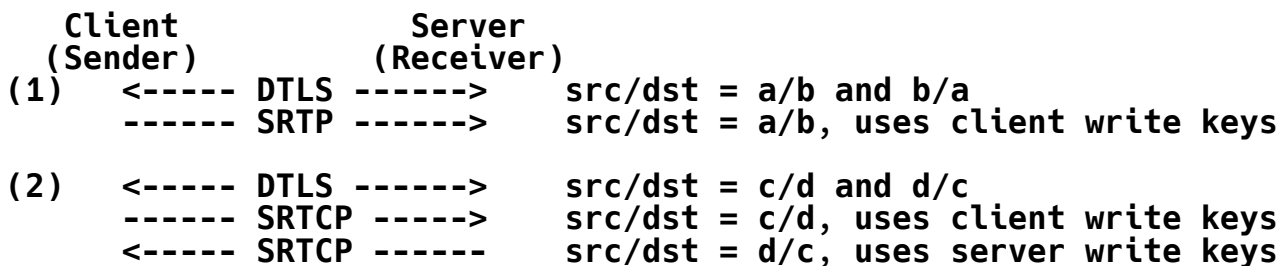 Client Server
(Sender) (Receiver)
(1) <----- DTLS ------> src/dst = a/b and b/a
------ SRTP ------> src/dst = a/b, uses client write keys
(2) <----- DTLS ------> src/dst = c/d and d/c
------ SRTCP -----> src/dst = c/d, uses client write keys
<----- SRTCP ------ src/dst = d/c, uses server write keys